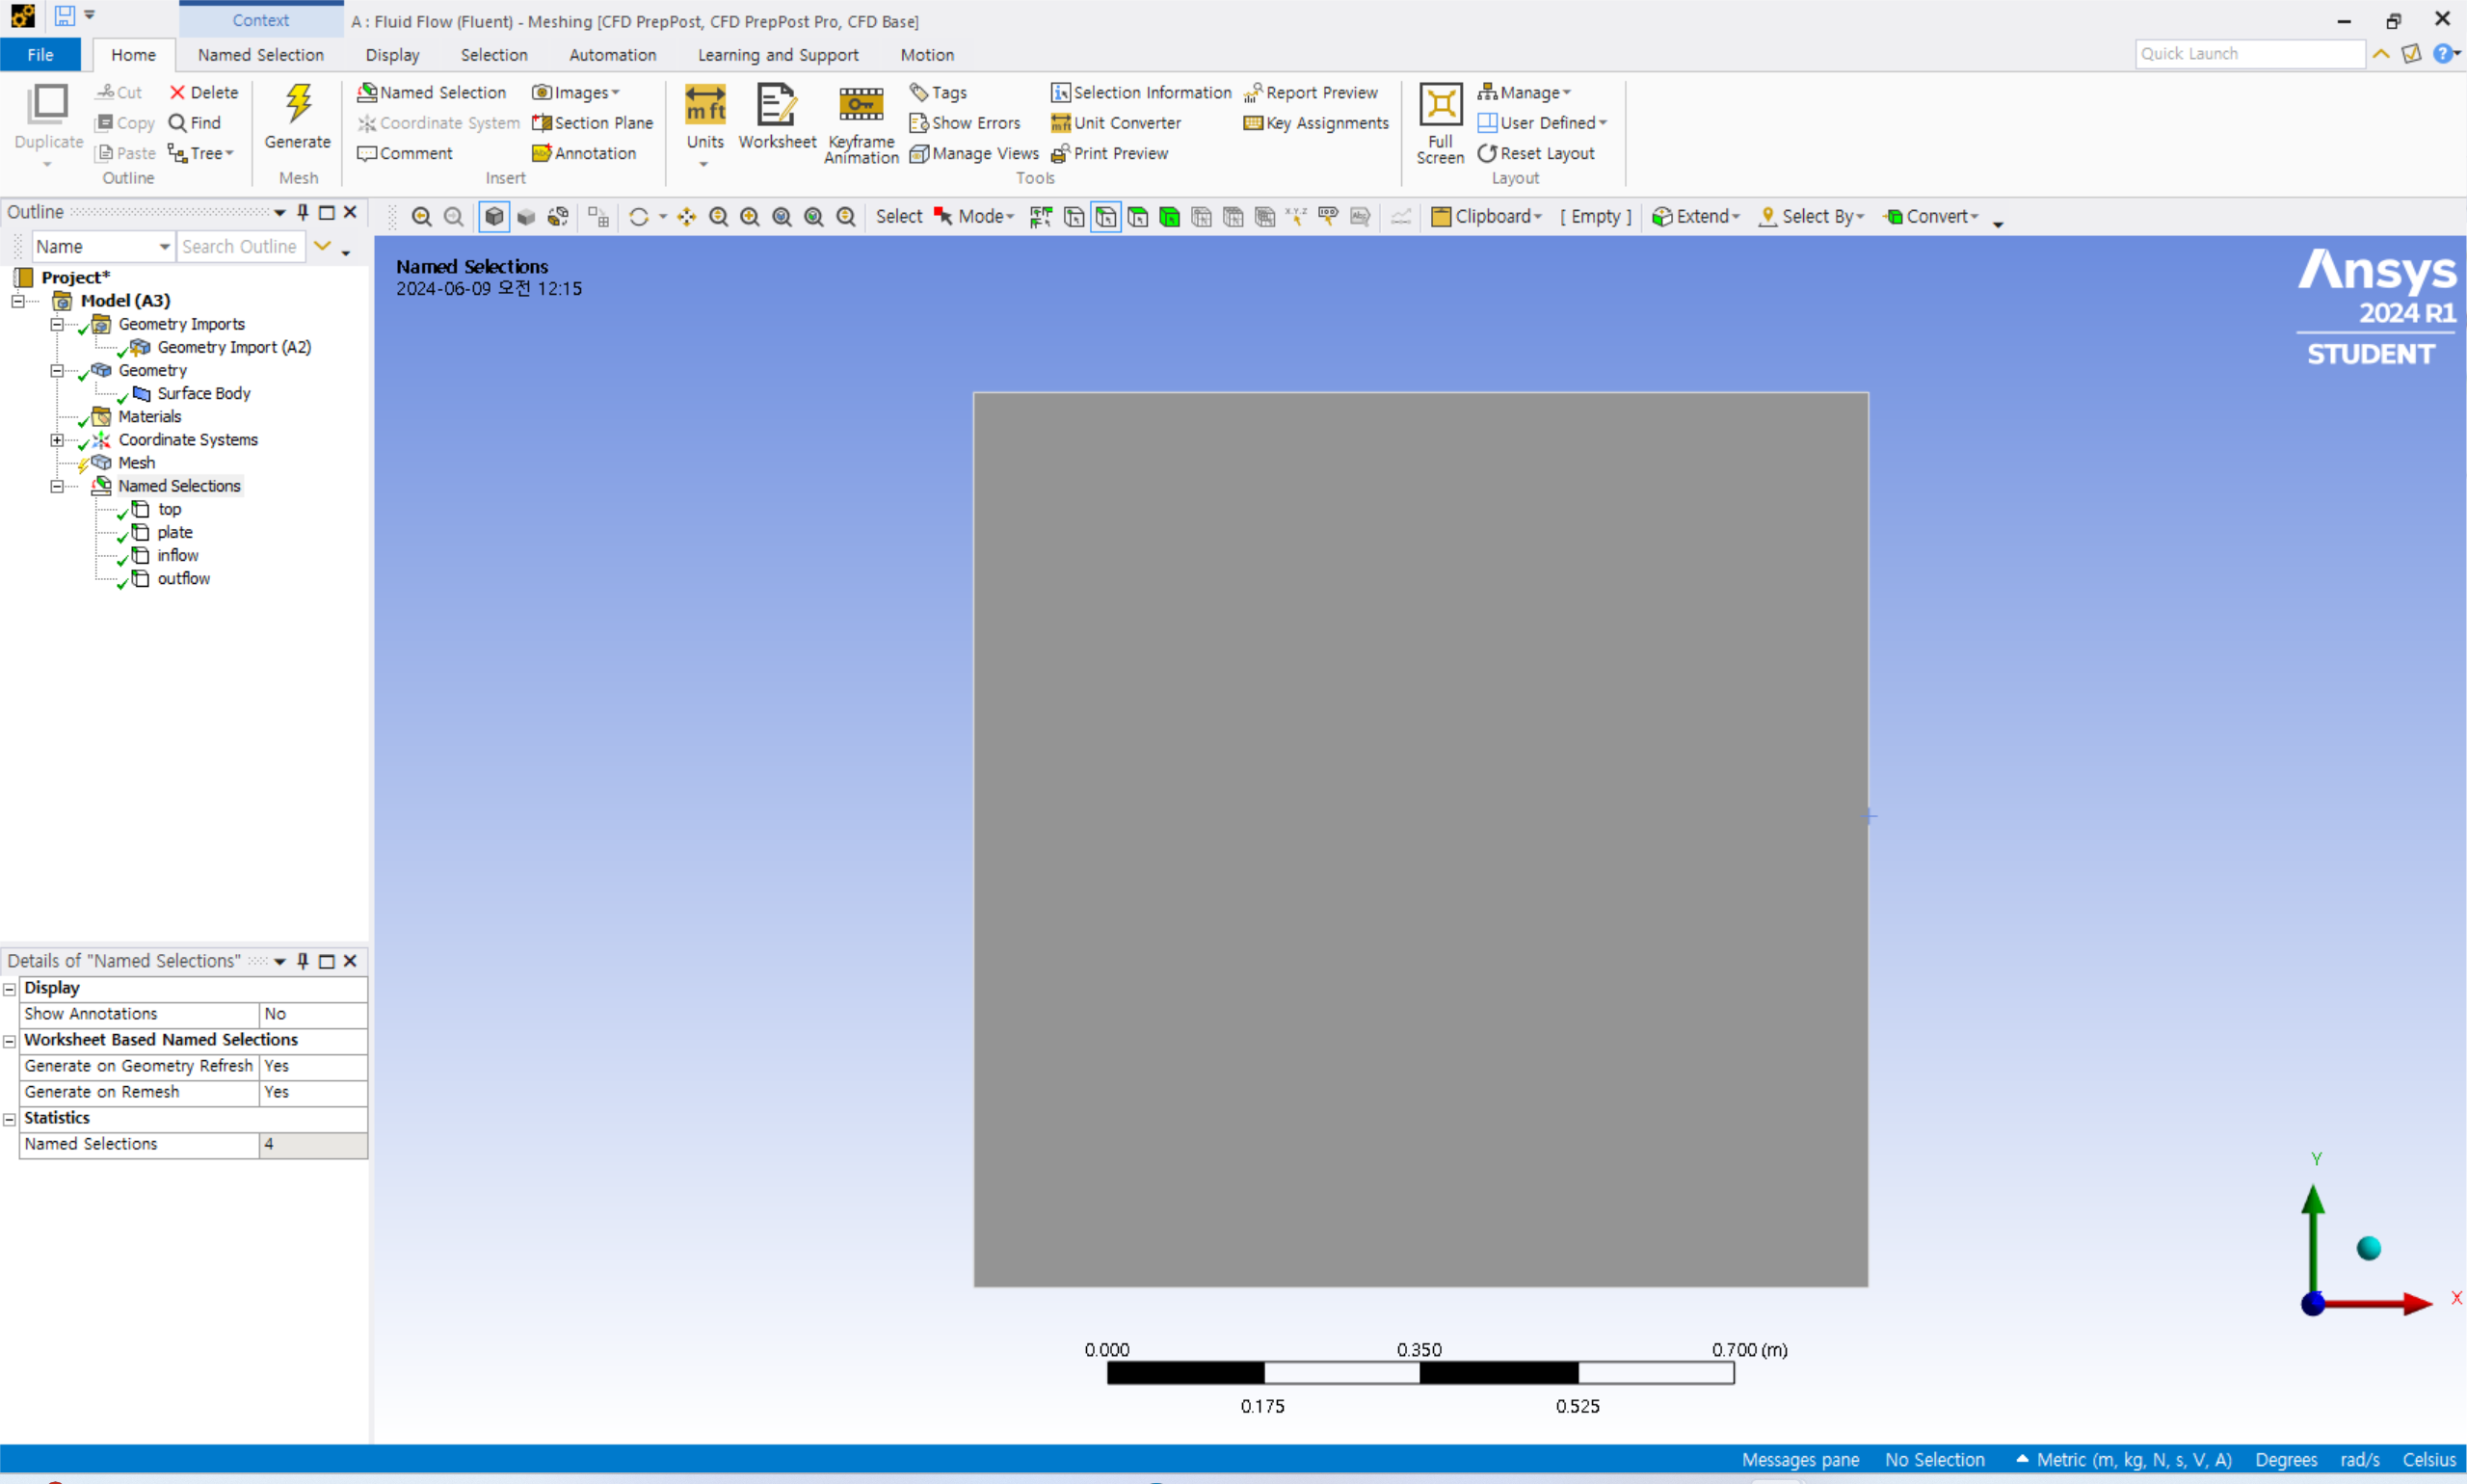 Context
A : Fluid Flow (Fluent) - Meshing [CFD PrepPost, CFD PrepPost Pro, CFD Base]
File Home Named Selection Display Selection Automation Learning and Support Motion
Quick Launch
Duplicate
Cut
Copy
Paste
Delete
Find
Tree
Outline
Generate
Mesh
Named Selection
Coordinate System
Comment
Images
Section Plane
Annotation
Insert
m ft
Units
Worksheet
Keyframe
Animation
Tags
Show Errors
Manage Views
Selection Information
Unit Converter
Print Preview
Report Preview
Key Assignments
Tools
Full
Screen
Manage
User Defined
Reset Layout
Layout
Outline
Name
Search Outline
Select Mode Clipboard [ Empty ] Extend Select By Convert
Project*
Model (A3)
Geometry Imports
Geometry Import (A2)
Geometry
Surface Body
Materials
Coordinate Systems
Mesh
Named Selections
top
plate
inflow
outflow
Named Selections
2024-06-09 오전 12:15
Ansys
2024 R1
STUDENT
Details of "Named Selections"
Display
Show Annotations No
Worksheet Based Named Selections
Generate on Geometry Refresh Yes
Generate on Remesh Yes
Statistics
Named Selections 4
Y
X
0.000 0.350 0.700 (m)
0.175 0.525
Messages pane No Selection Metric (m, kg, N, s, V, A) Degrees rad/s Celsius